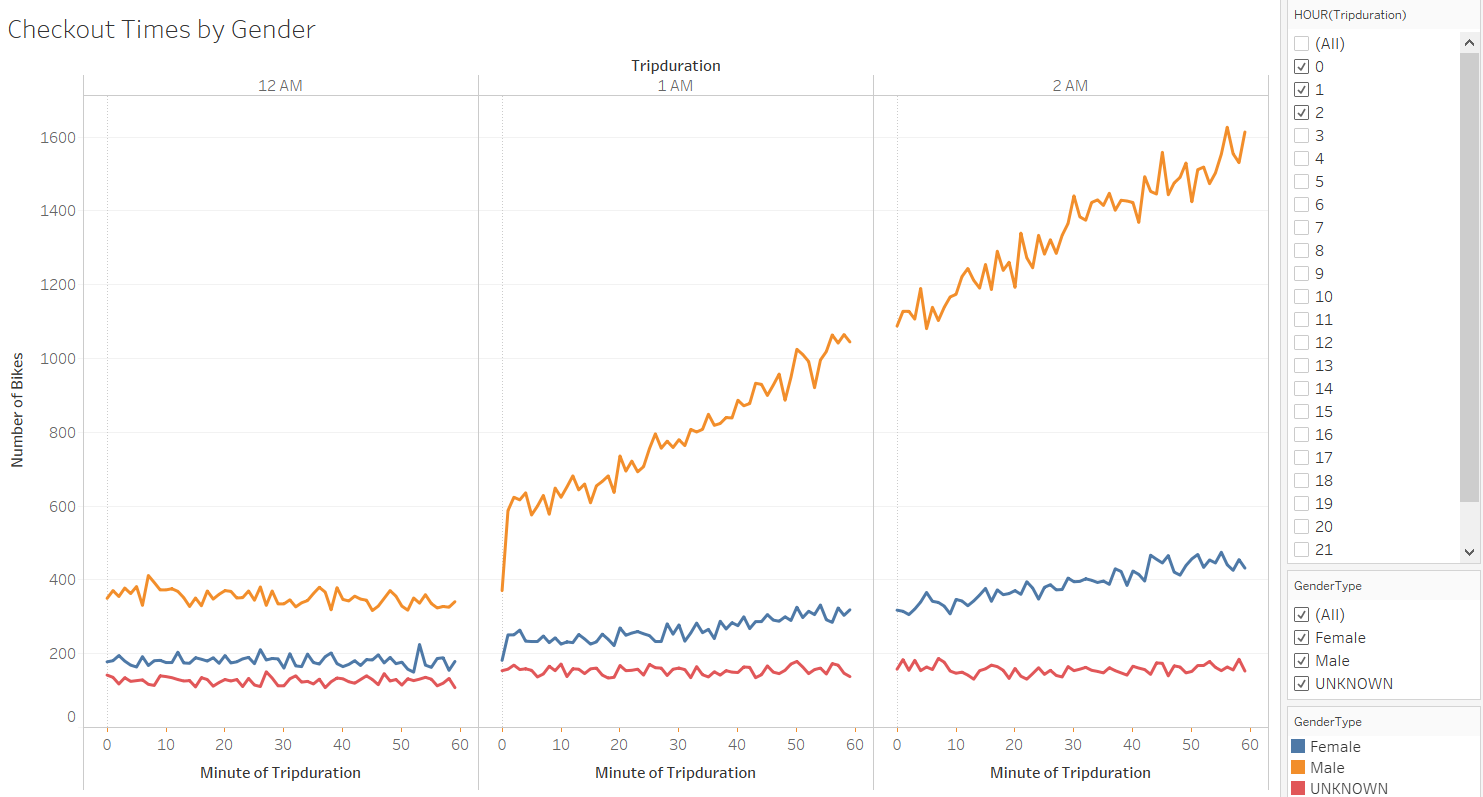 Checkout Times by Gender
Tripduration
12 AM 1 AM 2 AM
Number of Bikes
1600
1400
1200
1000
800
600
400
200
0
0 10 20 30 40 50 60 0 10 20 30 40 50 60 0 10 20 30 40 50 60
Minute of Tripduration Minute of Tripduration Minute of Tripduration
HOUR(Tripduration)
(All)
0
1
2
3
4
5
6
7
8
9
10
11
12
13
14
15
16
17
18
19
20
21
GenderType
(All)
Female
Male
UNKNOWN
GenderType
Female
Male
UNKNOWN